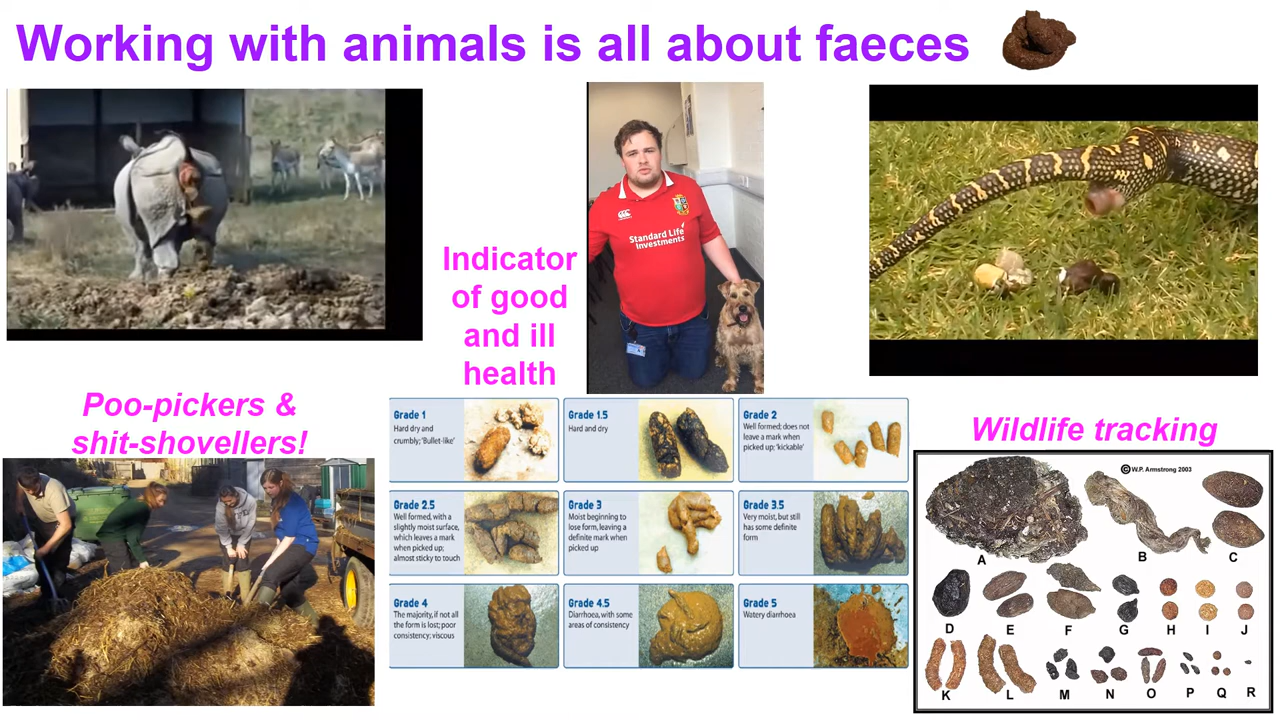 Working with animals is all about faeces
Standard Life
Investments
Indicator
of good
and ill
health
Poo-pickers &
shit-shovellers!
Grade 1
Hard dry and
crumbly; 'Bullet-like'
Grade 1.5
Hard and dry
Grade 2
Well formed; does not
leave a mark when
picked up; 'kickable'
Grade 2.5
Well formed, with a
slightly moist surface,
which leaves a mark
when picked up;
almost sticky to touch
Grade 3
Moist beginning to
lose form, leaving a
definite mark when
picked up
Grade 3.5
Very moist, but still
has some definite
form
Grade 4
The majority, if not all
the form is lost; poor
consistency; viscous
Grade 4.5
Diarrhoea, with some
areas of consistency
Grade 5
Watery diarrhoea
Wildlife tracking
©W.P. Armstrong 2003
A B C
D E F G H I J
K L M N O P Q R